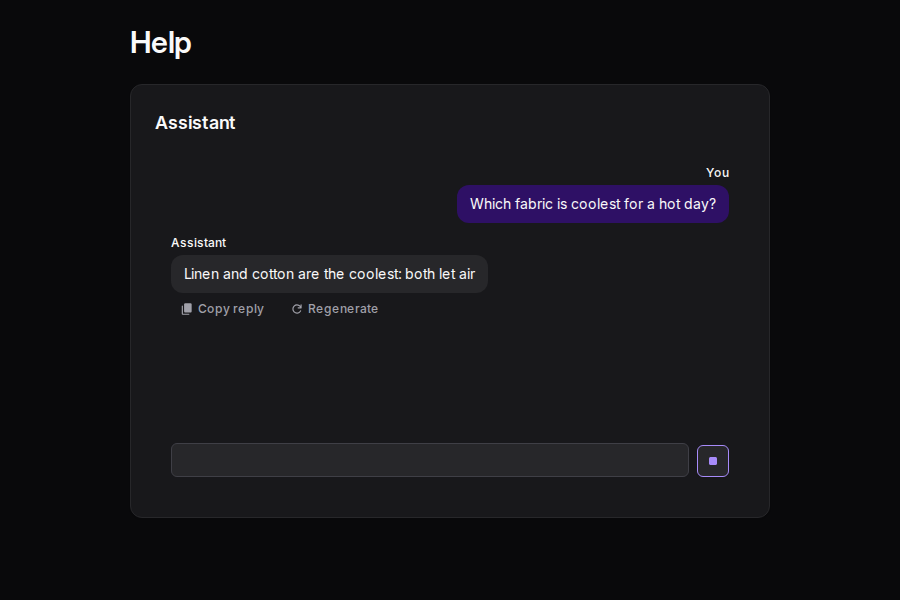 Help
Assistant
You
Which fabric is coolest for a hot day?
Assistant
Linen and cotton are the coolest: both let air
Copy reply
Regenerate